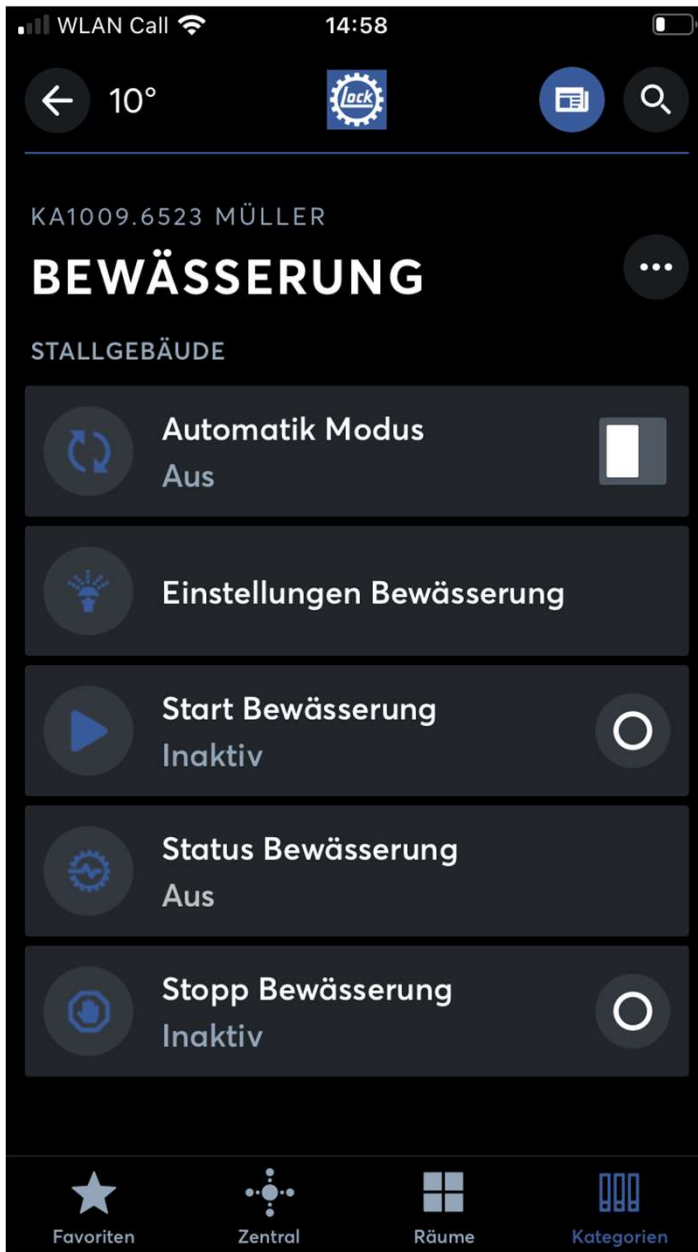 WLAN Call
14:58
10°
Lock
KA1009.6523 MÜLLER
BEWÄSSERUNG
STALLGEBÄUDE
Automatik Modus
Aus
Einstellungen Bewässerung
Start Bewässerung
Inaktiv
Status Bewässerung
Aus
Stopp Bewässerung
Inaktiv
Favoriten
Zentral
Räume
Kategorien